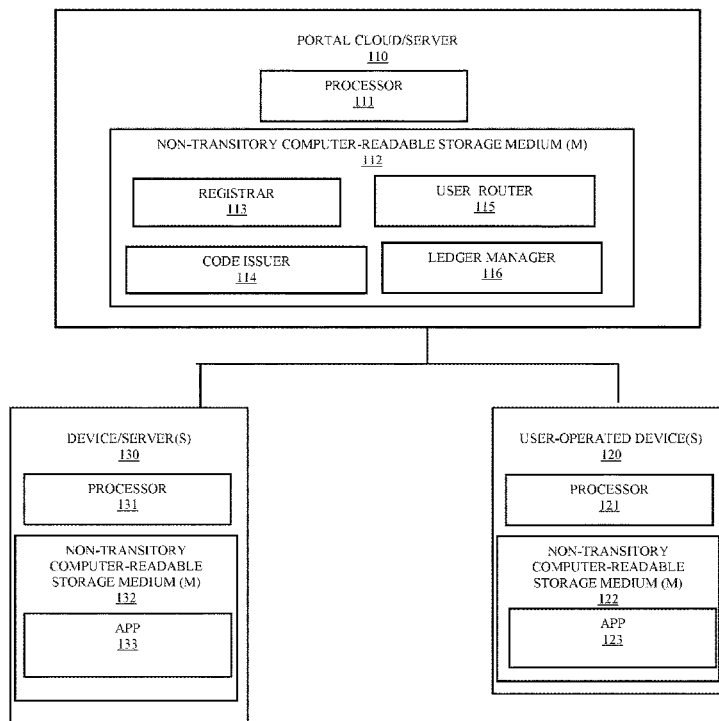 PORTAL CLOUD/SERVER
110
PROCESSOR
111
NON-TRANSITORY COMPUTER-READABLE STORAGE MEDIUM (M)
112
REGISTRAR
113
USER ROUTER
115
CODE ISSUER
114
LEDGER MANAGER
116
DEVICE/SERVER(S)
130
PROCESSOR
131
NON-TRANSITORY
COMPUTER-READABLE
STORAGE MEDIUM (M)
132
APP
133
USER-OPERATED DEVICE(S)
120
PROCESSOR
121
NON-TRANSITORY
COMPUTER-READABLE
STORAGE MEDIUM (M)
122
APP
123